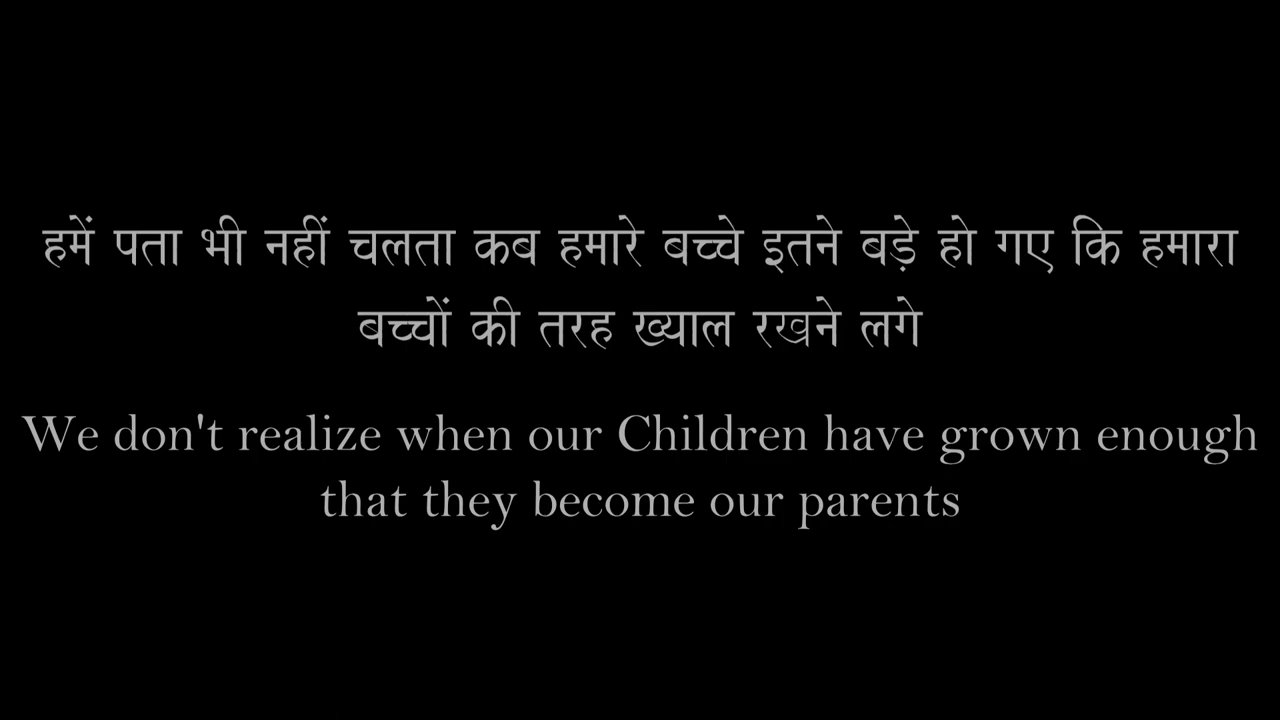 हमें पता भी नहीं चलता कब हमारे बच्चे इतने बड़े हो गए कि हमारा
बच्चों की तरह ख्याल रखने लगे
We don't realize when our Children have grown enough
that they become our parents